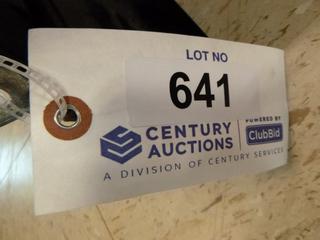 LOT NO
641
CENTURY
AUCTIONS
POWERED BY
ClubBid
A DIVISION OF CENTURY SERVICES